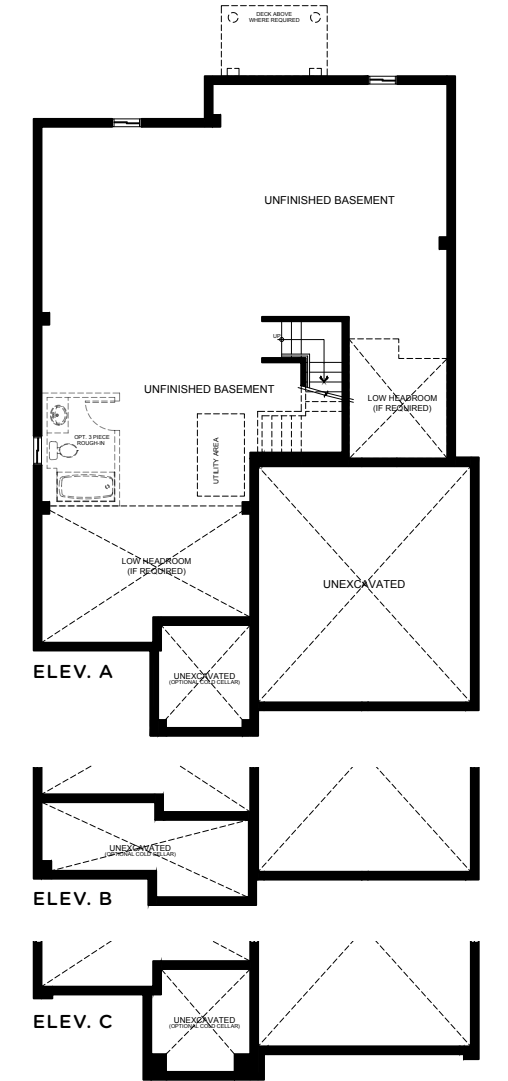 DECK ABOVE
WHERE REQUIRED
UNFINISHED BASEMENT
UP
UNFINISHED BASEMENT
LOW HEADROOM
(IF REQUIRED)
OPT. 3 PIECE
ROUGH-IN
UTILITY AREA
LOW HEADROOM
(IF REQUIRED)
UNEXCAVATED
ELEV. A
UNEXCAVATED
(OPTIONAL COLD CELLAR)
UNEXCAVATED
(OPTIONAL COLD CELLAR)
ELEV. B
UNEXCAVATED
(OPTIONAL COLD CELLAR)
ELEV. C